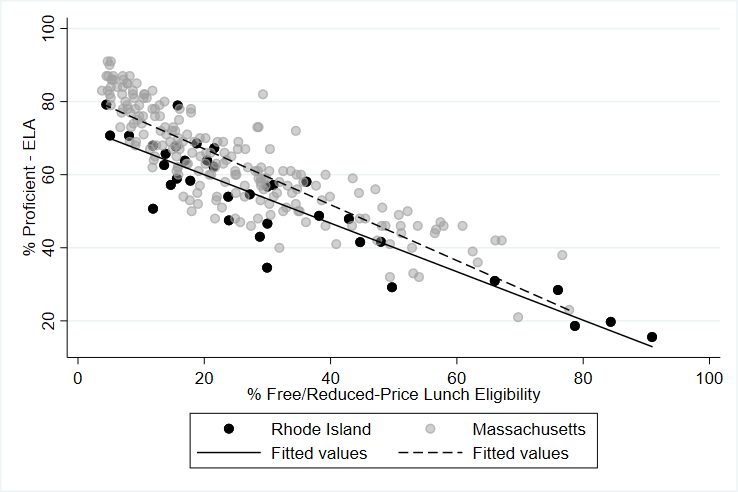 % Proficient - ELA
100
80
60
40
20
0 20 40 60 80 100
% Free/Reduced-Price Lunch Eligibility
Rhode Island Massachusetts
Fitted values Fitted values